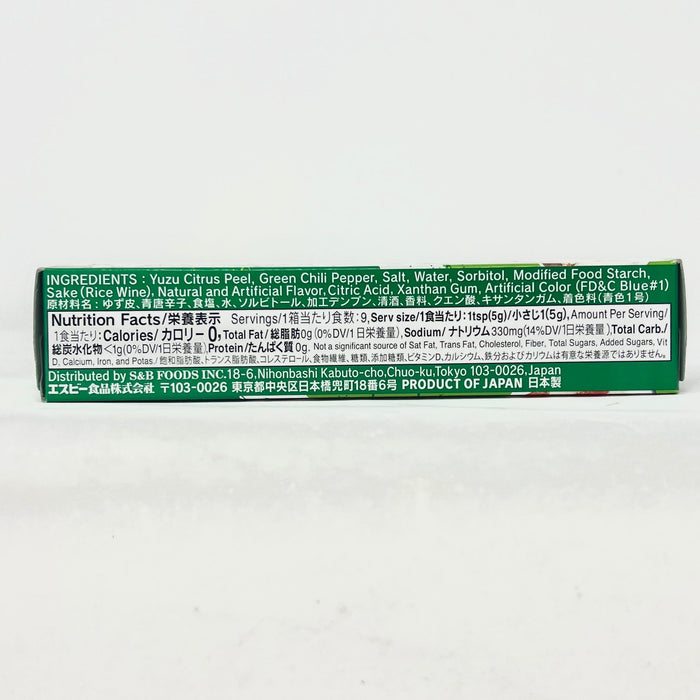 INGREDIENTS : Yuzu Citrus Peel, Green Chili Pepper, Salt, Water, Sorbitol, Modified Food Starch,
Sake (Rice Wine), Natural and Artificial Flavor, Citric Acid, Xanthan Gum, Artificial Color (FD&C Blue#1)
原材料名：ゆず皮、青唐辛子、食塩、水、ソルビトール、加工デンプン、清酒、香料、クエン酸、キサンタンガム、着色料（青色1号）
Nutrition Facts/栄養表示 Servings/1箱当たり食数：9, Serv size/1食当たり：1tsp(5g)/小さじ1(5g), Amount Per Serving/
1食当たり：Calories/ カロリー 0, Total Fat/ 総脂肪0g (0%DV/1日栄養量), Sodium/ ナトリウム330mg(14%DV/1日栄養量), Total Carb./
総炭水化物<1g(0%DV/1日栄養量), Protein/たんぱく質0g. Not a significant source of Sat Fat, Trans Fat, Cholesterol, Fiber, Total Sugars, Added Sugars, Vit
D, Calcium, Iron, and Potas./飽和脂肪酸、トランス脂肪酸、コレステロール、食物繊維、糖類、添加糖類、ビタミンD、カルシウム、鉄分およびカリウムは有意な栄養源ではありません。
Distributed by S&B FOODS INC. 18-6, Nihonbashi Kabuto-cho, Chuo-ku, Tokyo 103-0026, Japan
エスビー食品株式会社 〒103-0026 東京都中央区日本橋兜町18番6号 PRODUCT OF JAPAN 日本製